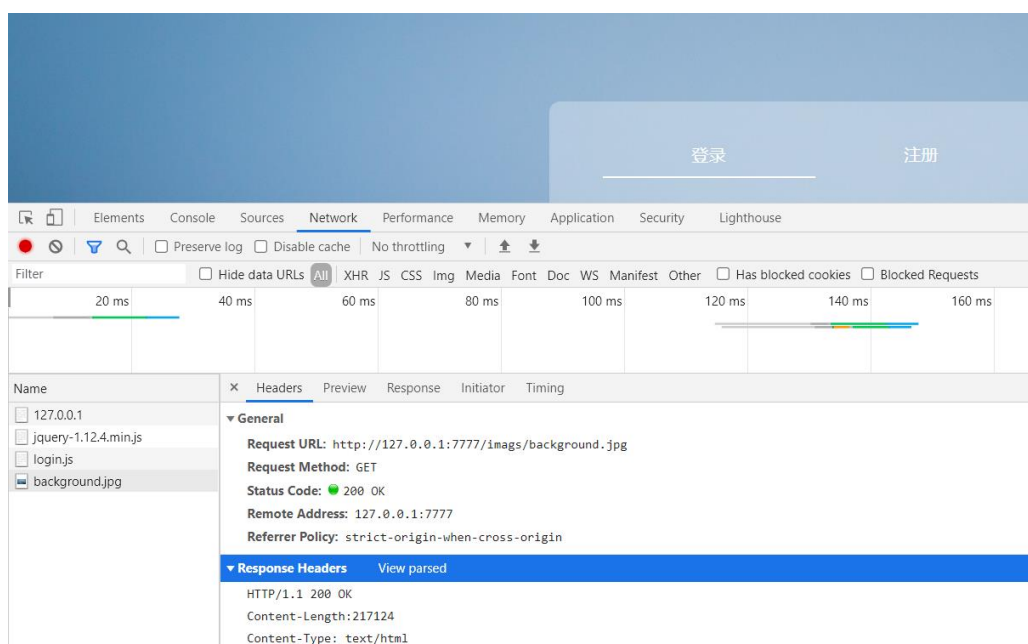 登录 注册
Elements Console Sources Network Performance Memory Application Security Lighthouse
Preserve log Disable cache No throttling
Filter Hide data URLs All XHR JS CSS Img Media Font Doc WS Manifest Other Has blocked cookies Blocked Requests
20 ms 40 ms 60 ms 80 ms 100 ms 120 ms 140 ms 160 ms
Name × Headers Preview Response Initiator Timing
127.0.0.1
jquery-1.12.4.min.js
login.js
background.jpg
General
Request URL: http://127.0.0.1:7777/imags/background.jpg
Request Method: GET
Status Code: 200 OK
Remote Address: 127.0.0.1:7777
Referrer Policy: strict-origin-when-cross-origin
Response Headers View parsed
HTTP/1.1 200 OK
Content-Length:217124
Content-Type: text/html